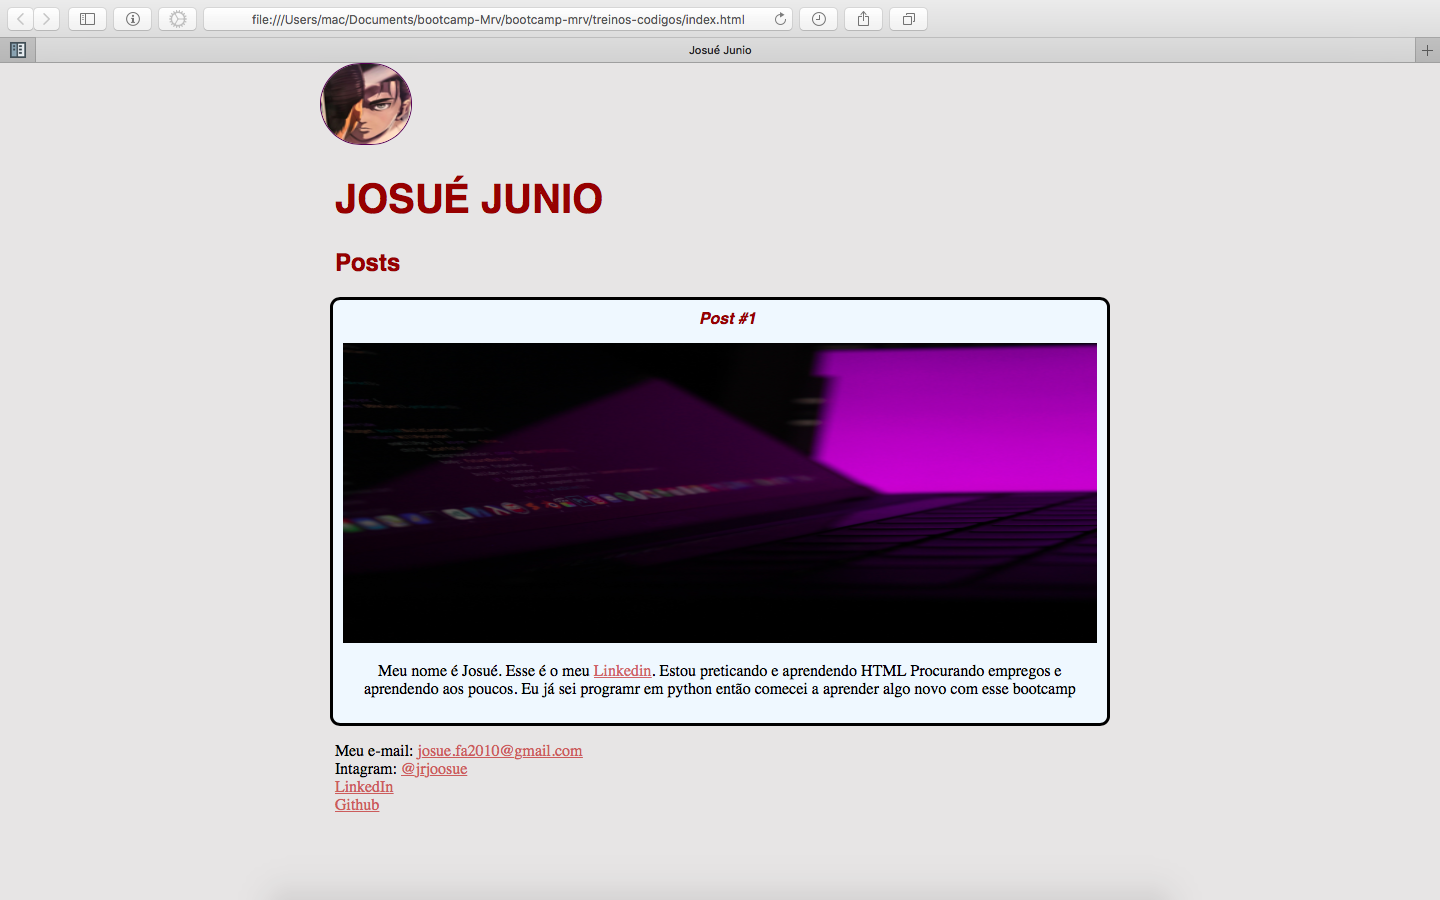 file:///Users/mac/Documents/bootcamp-Mrv/bootcamp-mrv/treinos-codigos/index.html
Josué Junio
JOSUÉ JUNIO
Posts
Post #1
Meu nome é Josué. Esse é o meu Linkedin. Estou preticando e aprendendo HTML Procurando empregos e
aprendendo aos poucos. Eu já sei programr em python então comecei a aprender algo novo com esse bootcamp
Meu e-mail: josue.fa2010@gmail.com
Intagram: @jrjoosue
LinkedIn
Github